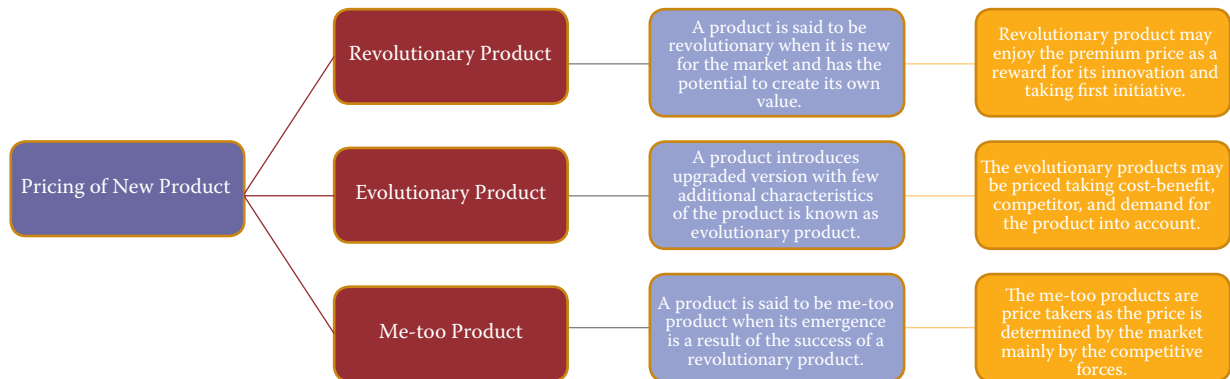 Pricing of New Product
Revolutionary Product
A product is said to be
revolutionary when it is new
for the market and has the
potential to create its own
value.
Revolutionary product may
enjoy the premium price as a
reward for its innovation and
taking first initiative.
Evolutionary Product
A product introduces
upgraded version with few
additional characteristics
of the product is known as
evolutionary product.
The evolutionary products may
be priced taking cost-benefit,
competitor, and demand for
the product into account.
Me-too Product
A product is said to be me-too
product when its emergence
is a result of the success of a
revolutionary product.
The me-too products are
price takers as the price is
determined by the market
mainly by the competitive
forces.